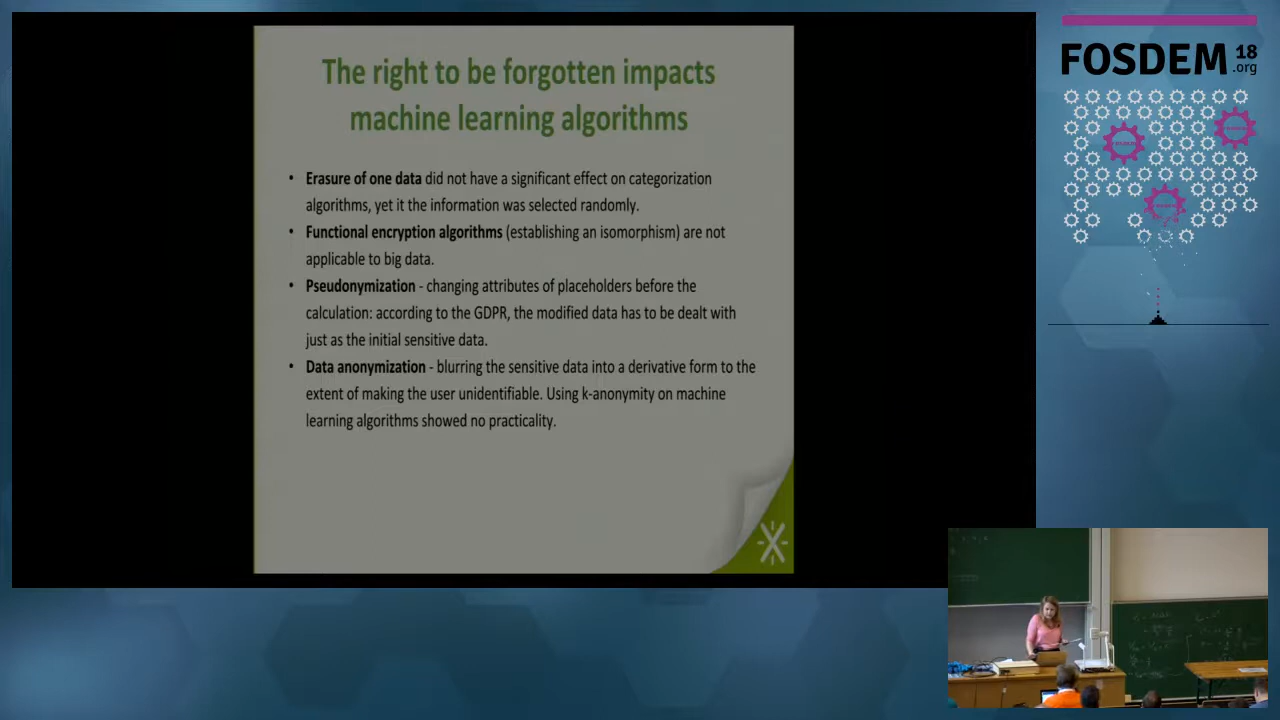 The right to be forgotten impacts
machine learning algorithms
• Erasure of one data did not have a significant effect on categorization
algorithms, yet it the information was selected randomly.
• Functional encryption algorithms (establishing an isomorphism) are not
applicable to big data.
• Pseudonymization - changing attributes of placeholders before the
calculation: according to the GDPR, the modified data has to be dealt with
just as the initial sensitive data.
• Data anonymization - blurring the sensitive data into a derivative form to the
extent of making the user unidentifiable. Using k-anonymity on machine
learning algorithms showed no practicality.
FOSDEM 18
.org